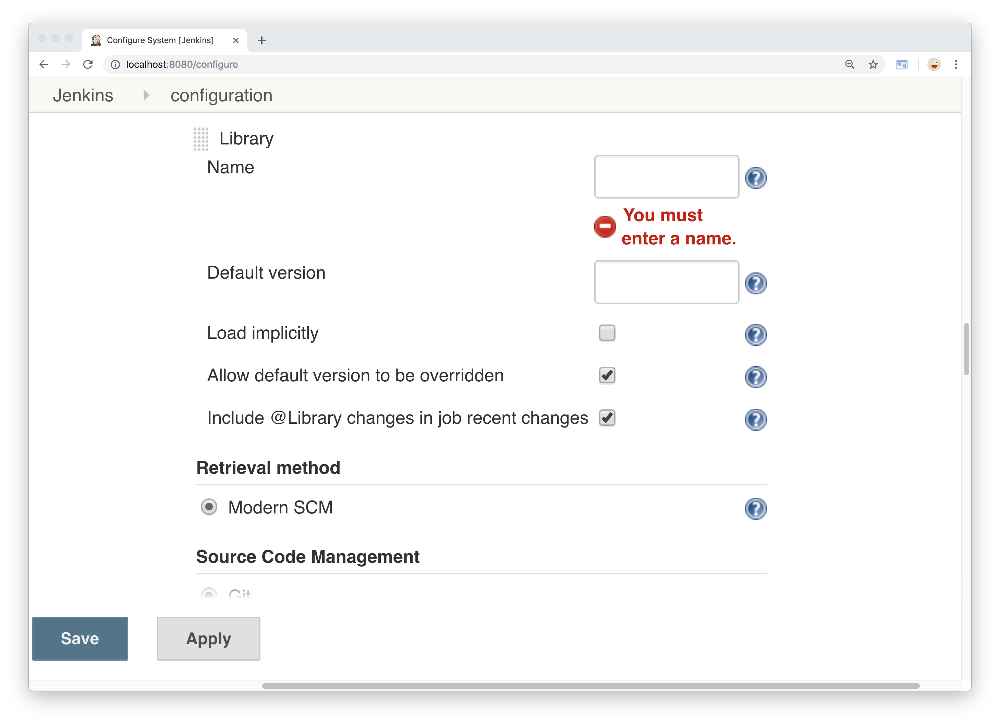 Configure System [Jenkins]
localhost:8080/configure
Jenkins configuration
Library
Name
You must
enter a name.
Default version
Load implicitly
Allow default version to be overridden
Include @Library changes in job recent changes
Retrieval method
Modern SCM
Source Code Management
Git
Save Apply